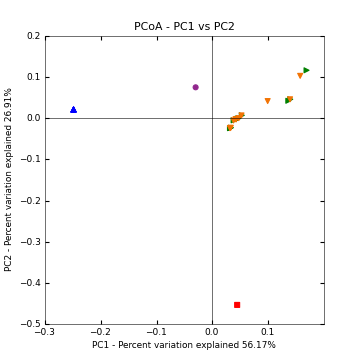 PCoA - PC1 vs PC2
0.2
0.1
0.0
−0.1
−0.2
−0.3
−0.4
−0.5
−0.3 −0.2 −0.1 0.0 0.1
PC2 - Percent variation explained 26.91%
PC1 - Percent variation explained 56.17%